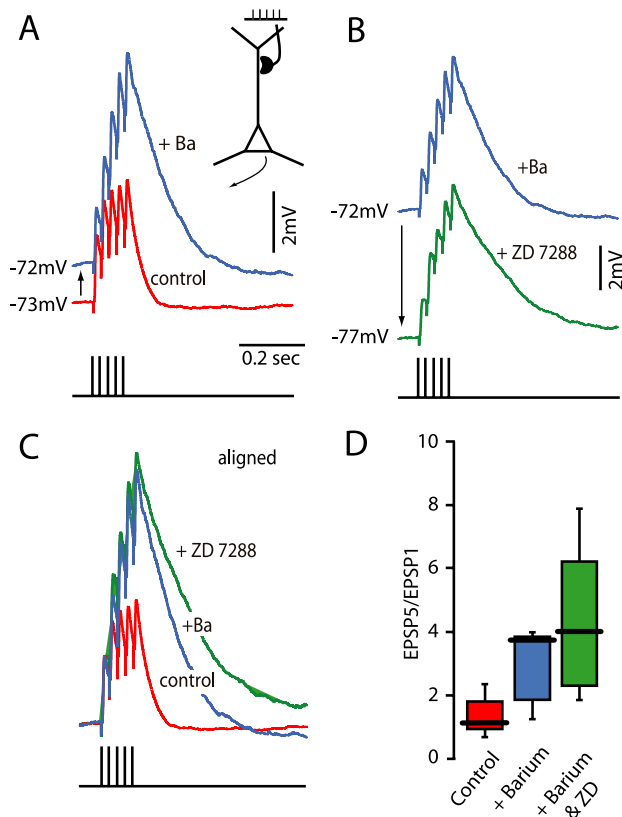 A
+ Ba
2mV
-72mV
control
-73mV
0.2 sec
B
+Ba
-72mV
+ ZD 7288
2mV
-77mV
C
aligned
+ ZD 7288
+Ba
control
D
EPSP5/EPSP1
10
8
6
4
2
0
Control
+ Barium
+ Barium
& ZD